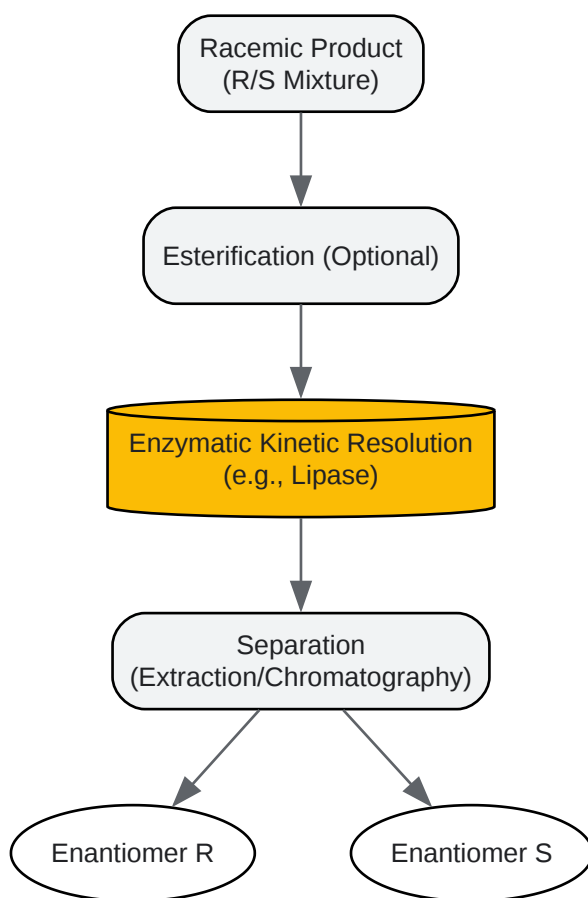 Racemic Product
(R/S Mixture)
Esterification (Optional)
Enzymatic Kinetic Resolution
(e.g., Lipase)
Separation
(Extraction/Chromatography)
Enantiomer R
Enantiomer S